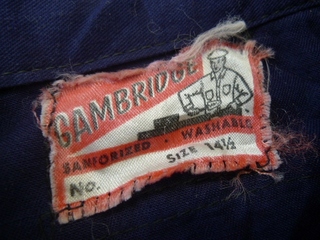 CAMBRIDGE
SANFORIZED . WASHABLE
SIZE 14½
No.